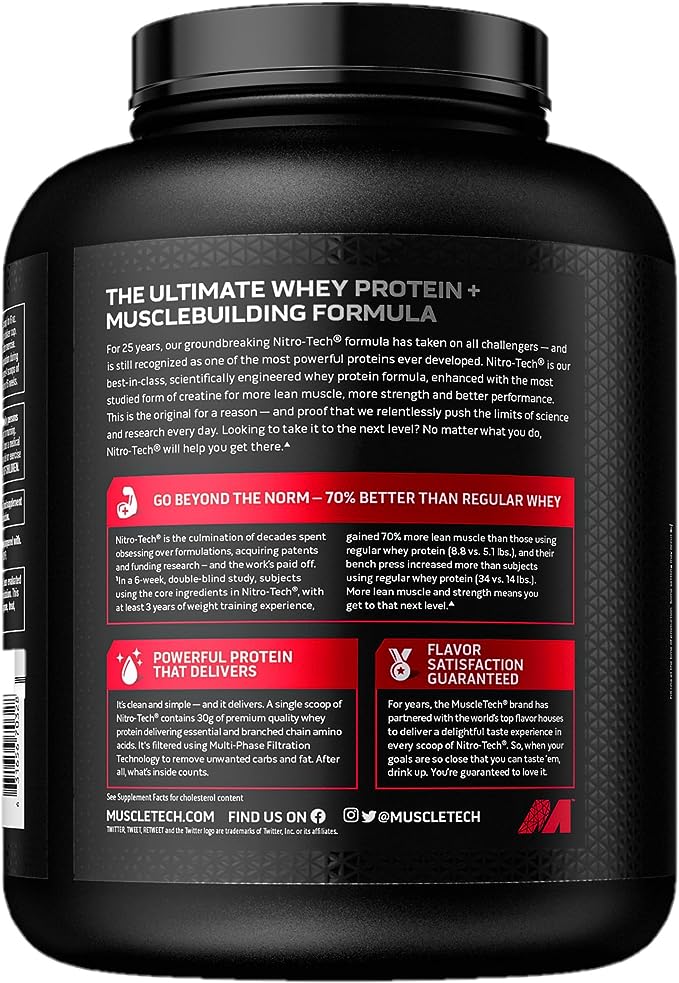 THE ULTIMATE WHEY PROTEIN +
MUSCLEBUILDING FORMULA
For 25 years, our groundbreaking Nitro-Tech® formula has taken on all challengers — and
is still recognized as one of the most powerful proteins ever developed. Nitro-Tech® is our
best-in-class, scientifically engineered whey protein formula, enhanced with the most
studied form of creatine for more lean muscle, more strength and better performance.
This is the original for a reason — and proof that we relentlessly push the limits of science
and research every day. Looking to take it to the next level? No matter what you do,
Nitro-Tech® will help you get there.▲
GO BEYOND THE NORM — 70% BETTER THAN REGULAR WHEY
Nitro-Tech® is the culmination of decades spent
obsessing over formulations, acquiring patents
and funding research — and the work's paid off.
¹In a 6-week, double-blind study, subjects
using the core ingredients in Nitro-Tech®, with
at least 3 years of weight training experience,
gained 70% more lean muscle than those using
regular whey protein (8.8 vs. 5.1 lbs.), and their
bench press increased more than subjects
using regular whey protein (34 vs. 14 lbs.).
More lean muscle and strength means you
get to that next level.▲
POWERFUL PROTEIN
THAT DELIVERS
It's clean and simple — and it delivers. A single scoop of
Nitro-Tech® contains 30g of premium quality whey
protein delivering essential and branched chain amino
acids. It's filtered using Multi-Phase Filtration
Technology to remove unwanted carbs and fat. After
all, what's inside counts.
FLAVOR
SATISFACTION
GUARANTEED
For years, the MuscleTech® brand has
partnered with the world's top flavor houses
to deliver a delightful taste experience in
every scoop of Nitro-Tech®. So, when your
goals are so close that you can taste 'em,
drink up. You're guaranteed to love it.
See Supplement Facts for cholesterol content
MUSCLETECH.COM FIND US ON @MUSCLETECH
TWITTER, TWEET, RETWEET and the Twitter logo are trademarks of Twitter, Inc. or its affiliates.
6 31656 70328